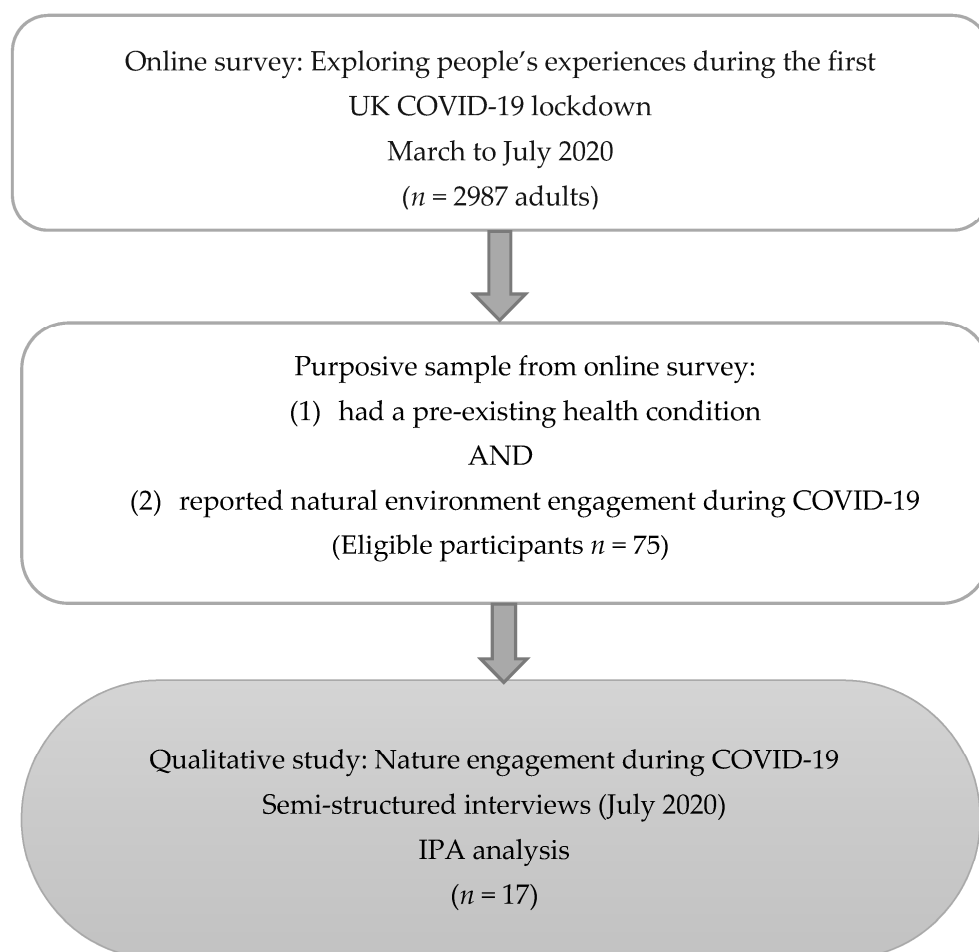 Online survey: Exploring people’s experiences during the first
UK COVID-19 lockdown
March to July 2020
(n = 2987 adults)
Purposive sample from online survey:
(1) had a pre-existing health condition
AND
(2) reported natural environment engagement during COVID-19
(Eligible participants n = 75)
Qualitative study: Nature engagement during COVID-19
Semi-structured interviews (July 2020)
IPA analysis
(n = 17)